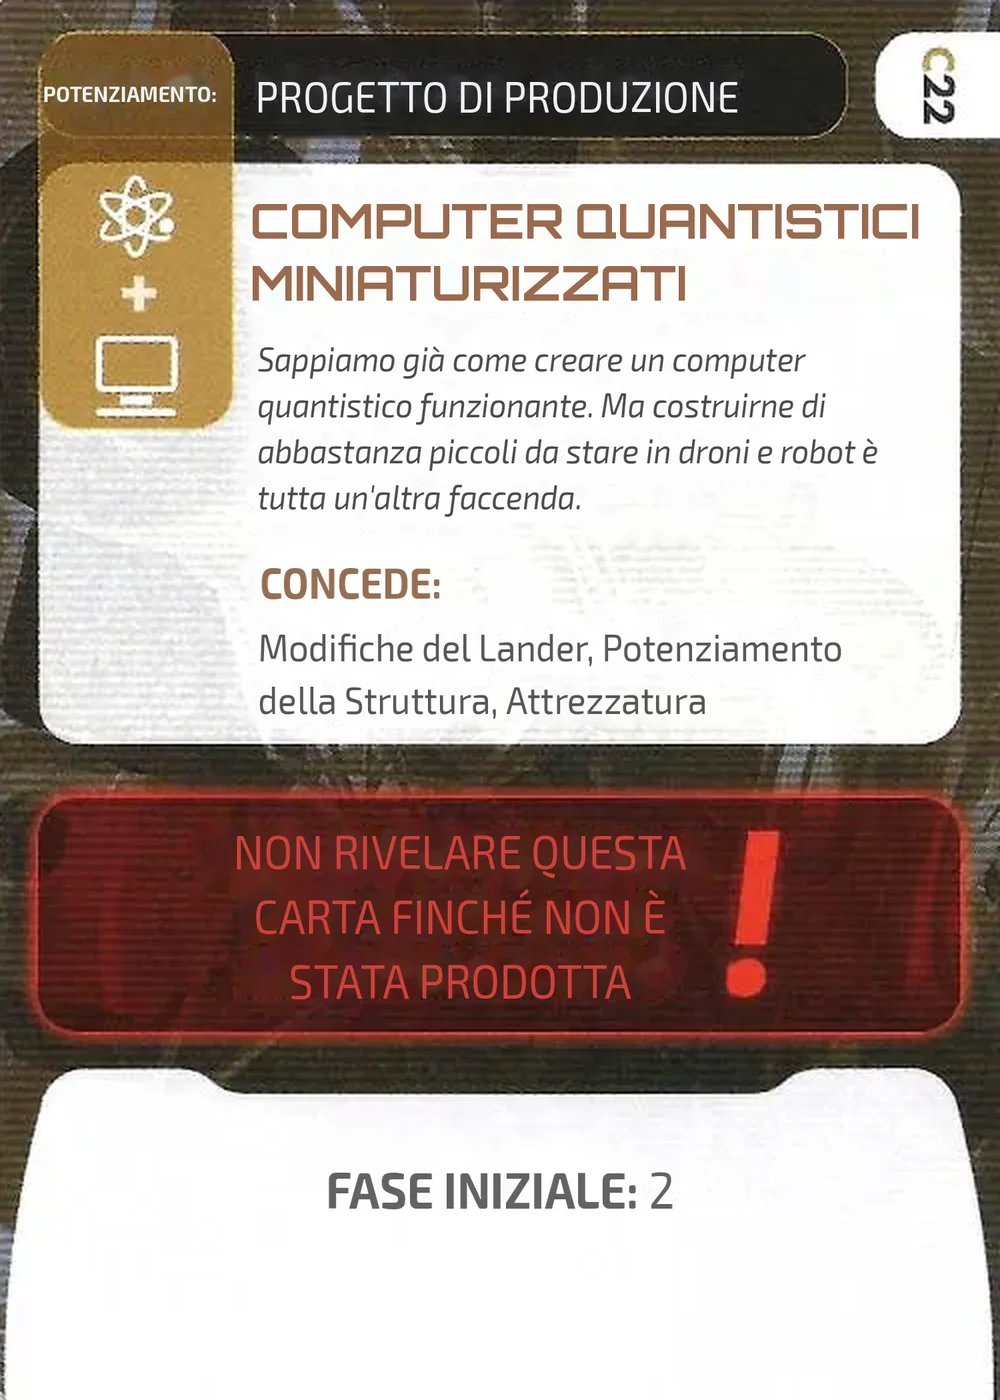 POTENZIAMENTO:
PROGETTO DI PRODUZIONE
C22
COMPUTER QUANTISTICI
MINIATURIZZATI
Sappiamo già come creare un computer
quantistico funzionante. Ma costruirne di
abbastanza piccoli da stare in droni e robot è
tutta un'altra faccenda.
CONCEDE:
Modifiche del Lander, Potenziamento
della Struttura, Attrezzatura
NON RIVELARE QUESTA
CARTA FINCHÉ NON È
STATA PRODOTTA
FASE INIZIALE: 2